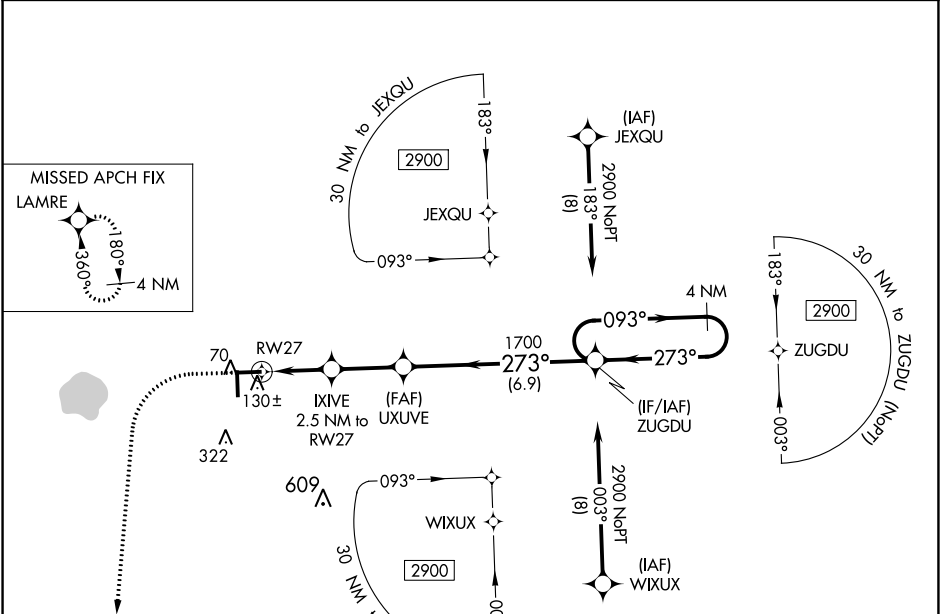 30 NM to JEXQU
183°
2900
JEXQU
093°
(IAF)
JEXQU
2900 NoPT
183°
(8)
MISSED APCH FIX
LAMRE
180°
360°
4 NM
4 NM
093°
273°
183°
30 NM to ZUGDU (NoPT)
2900
ZUGDU
003°
70
RW27
1700
273°
(6.9)
130±
IXIVE
2.5 NM to
RW27
(FAF)
UXUVE
(IF/IAF)
ZUGDU
322
609
093°
WIXUX
2900
30 NM
2900 NoPT
003°
(8)
(IAF)
WIXUX